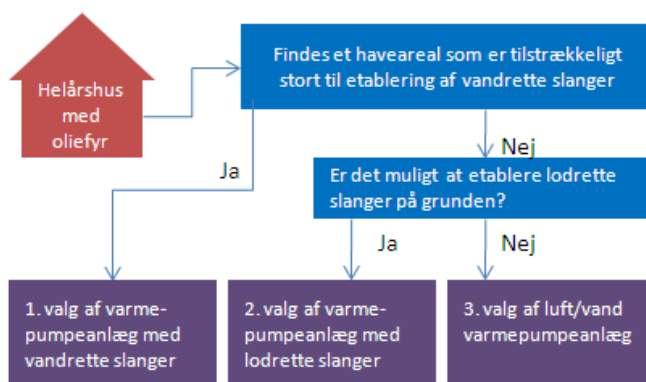 Helårshus
med
oliefyr
Findes et haveareal som er tilstrækkeligt
stort til etablering af vandrette slanger
Ja
Nej
Er det muligt at etablere lodrette
slanger på grunden?
Ja
Nej
1. valg af varme-
pumpeanlæg med
vandrette slanger
2. valg af varme-
pumpeanlæg med
lodrette slanger
3. valg af luft/vand
varmepumpeanlæg